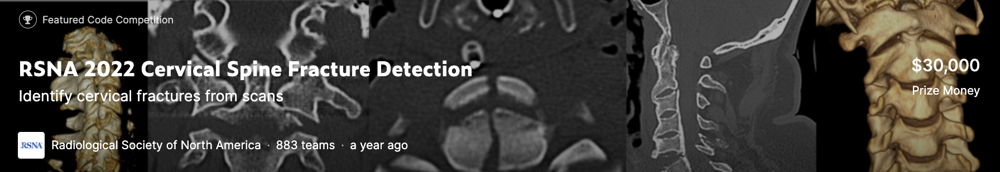 Featured Code Competition
RSNA 2022 Cervical Spine Fracture Detection
Identify cervical fractures from scans
$30,000
Prize Money
RSNA
Radiological Society of North America · 883 teams · a year ago